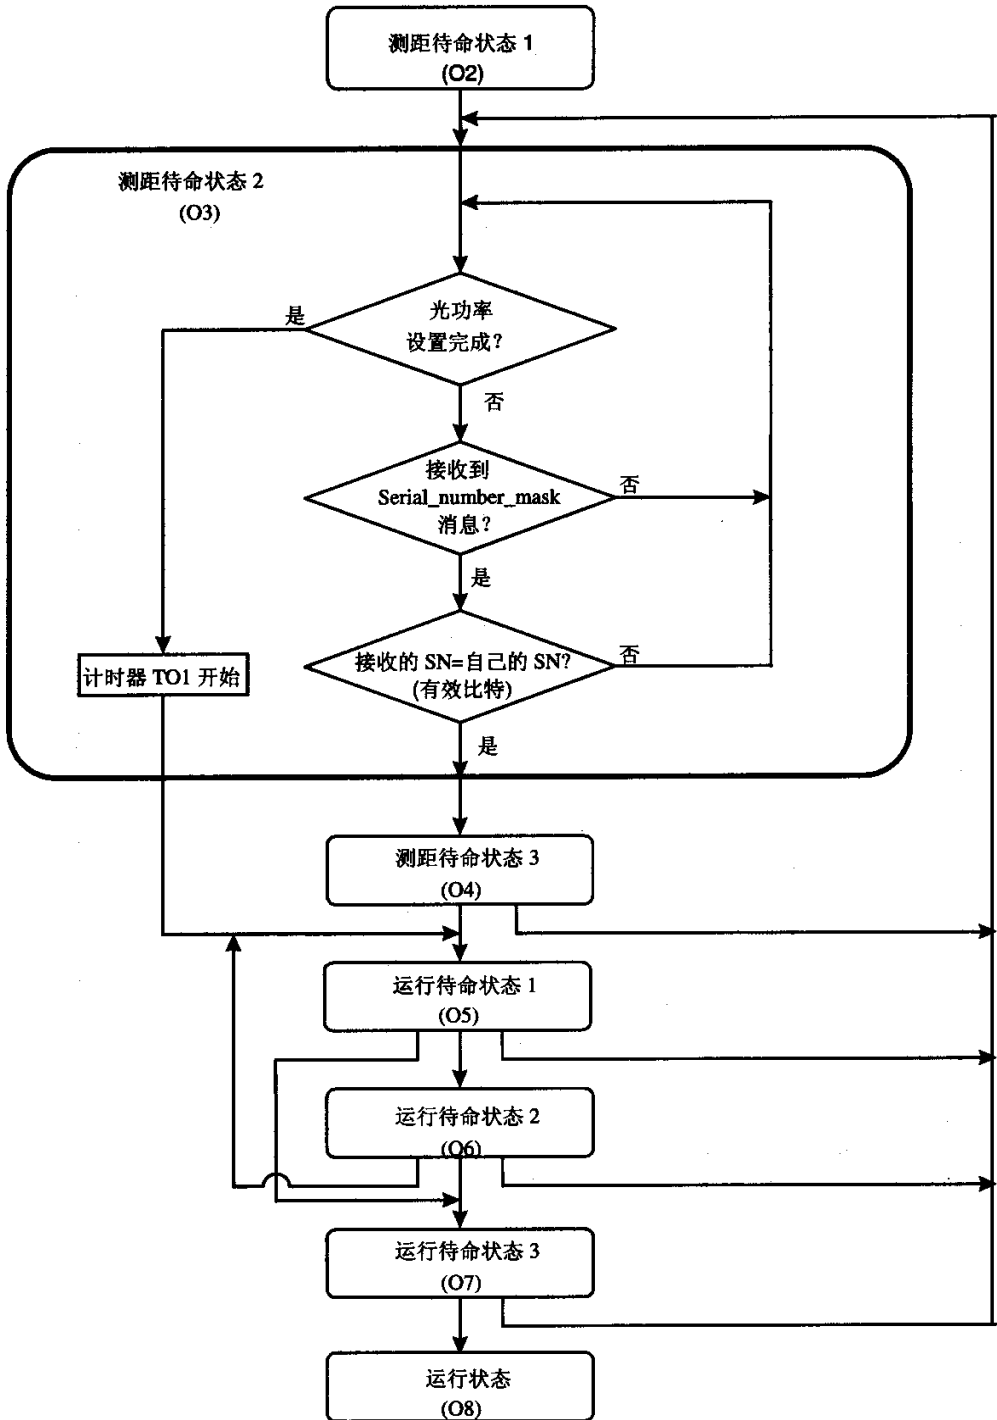 测距待命状态 1
(O2)
测距待命状态 2
(O3)
光功率
设置完成?
是
否
接收到
Serial_number_mask
消息?
否
是
接收的 SN=自己的 SN?
(有效比特)
否
是
计时器 TO1 开始
测距待命状态 3
(O4)
运行待命状态 1
(O5)
运行待命状态 2
(O6)
运行待命状态 3
(O7)
运行状态
(O8)